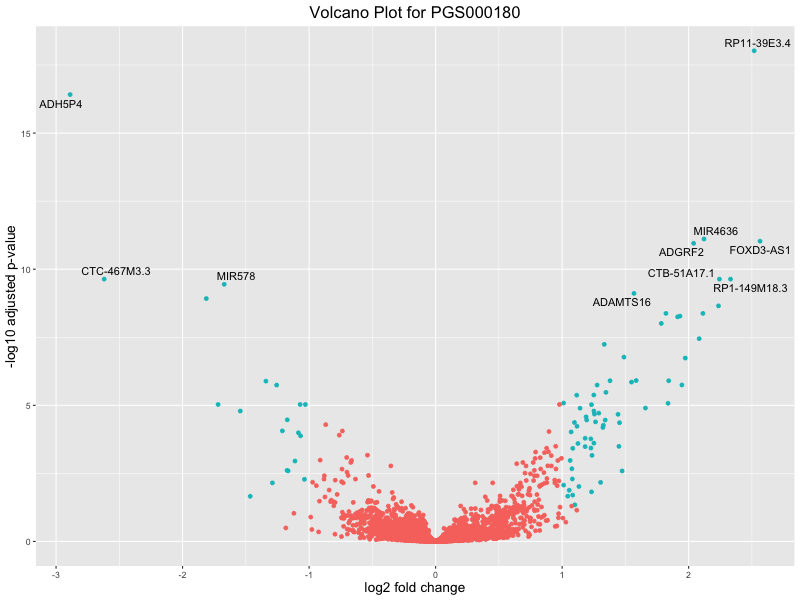 Volcano Plot for PGS000180
RP11-39E3.4
ADH5P4
MIR4636
ADGRF2
FOXD3-AS1
CTC-467M3.3
MIR578
CTB-51A17.1
RP1-149M18.3
ADAMTS16
15
10
5
0
-log10 adjusted p-value
-3 -2 -1 0 1 2
log2 fold change